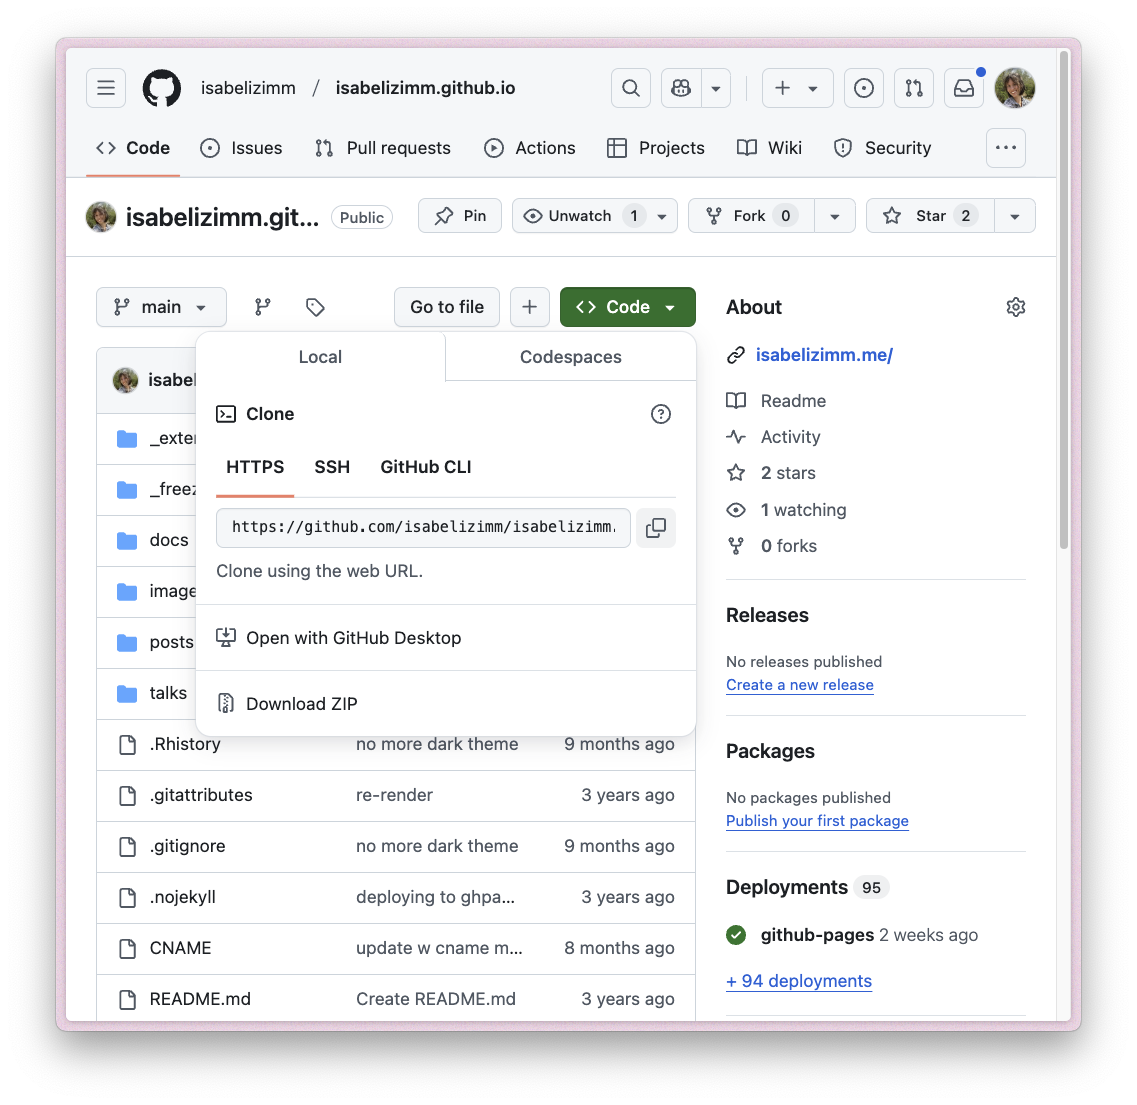 isabelizimm / isabelizimm.github.io
Code Issues Pull requests Actions Projects Wiki Security
isabelizimm.git... Public Pin Unwatch 1 Fork 0 Star 2
main Go to file + Code
Local Codespaces
Clone
HTTPS SSH GitHub CLI
https://github.com/isabelizimm/isabelizimm.
Clone using the web URL.
Open with GitHub Desktop
Download ZIP
isabel
_exter
_freez
docs
image
posts
talks
.Rhistory no more dark theme 9 months ago
.gitattributes re-render 3 years ago
.gitignore no more dark theme 9 months ago
.nojekyll deploying to ghpa... 3 years ago
CNAME update w cname m... 8 months ago
README.md Create README.md 3 years ago
About
isabelizimm.me/
Readme
Activity
2 stars
1 watching
0 forks
Releases
No releases published
Create a new release
Packages
No packages published
Publish your first package
Deployments 95
github-pages 2 weeks ago
+ 94 deployments